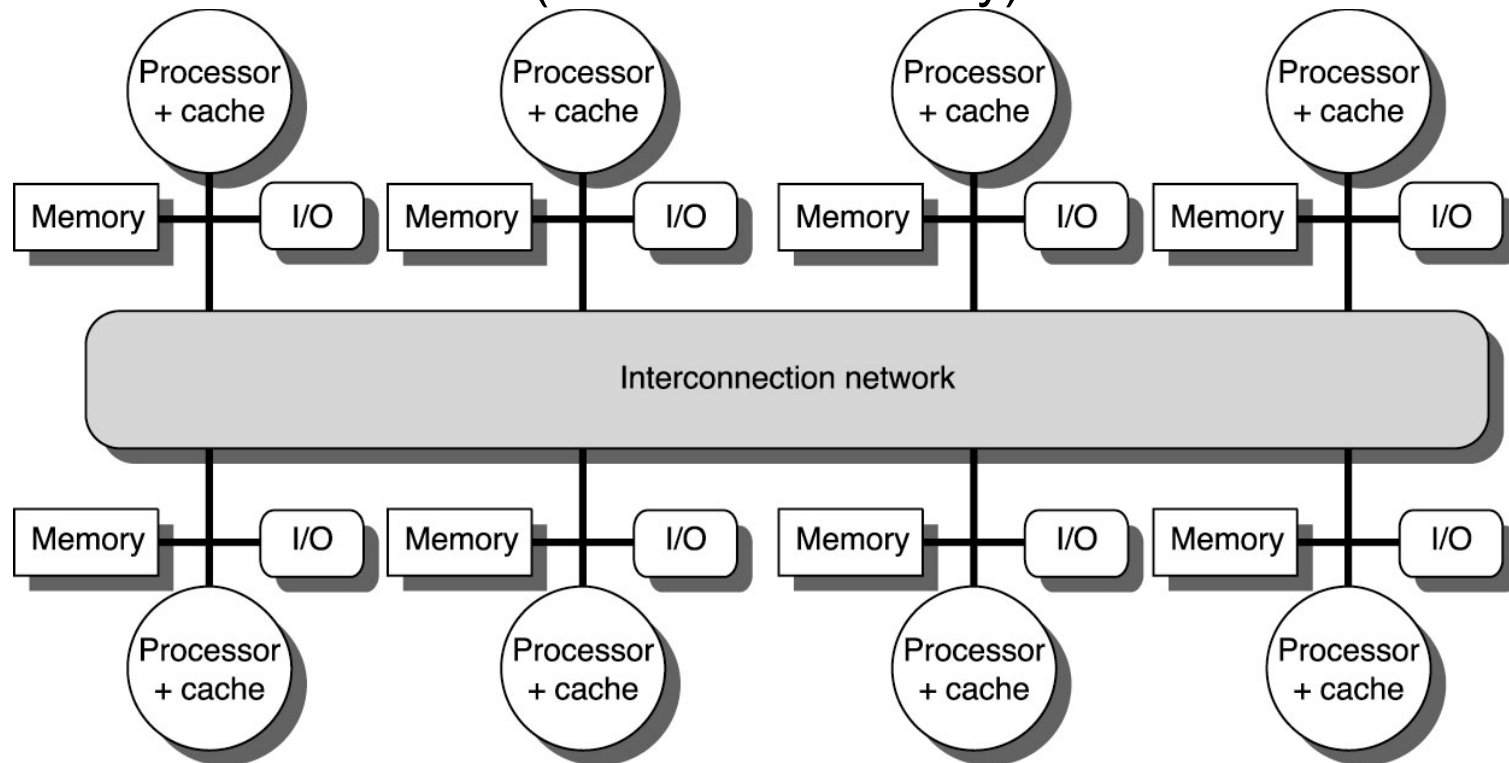 Processor
+ cache
Processor
+ cache
Processor
+ cache
Processor
+ cache
Memory
I/O
Memory
I/O
Memory
I/O
Memory
I/O
Interconnection network
Memory
I/O
Memory
I/O
Memory
I/O
Memory
I/O
Processor
+ cache
Processor
+ cache
Processor
+ cache
Processor
+ cache